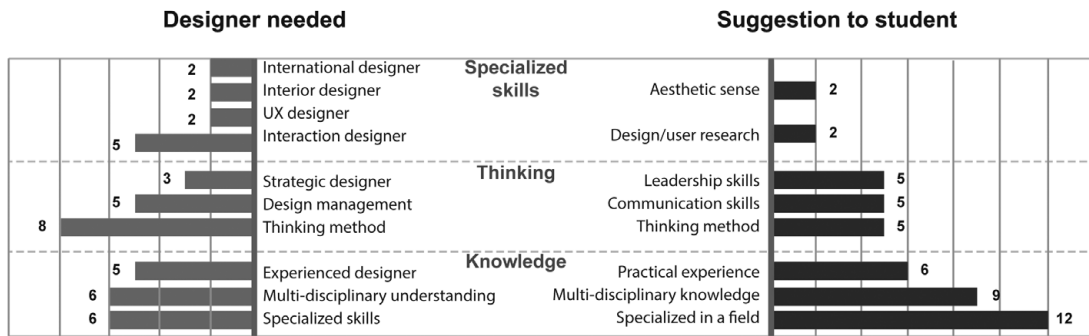 Designer needed
Suggestion to student
Specialized
skills
2 International designer
2 Interior designer
2 UX designer
5 Interaction designer
Aesthetic sense 2
Design/user research 2
Thinking
3 Strategic designer
5 Design management
8 Thinking method
Leadership skills 5
Communication skills 5
Thinking method 5
Knowledge
5 Experienced designer
6 Multi-disciplinary understanding
6 Specialized skills
Practical experience 6
Multi-disciplinary knowledge 9
Specialized in a field 12